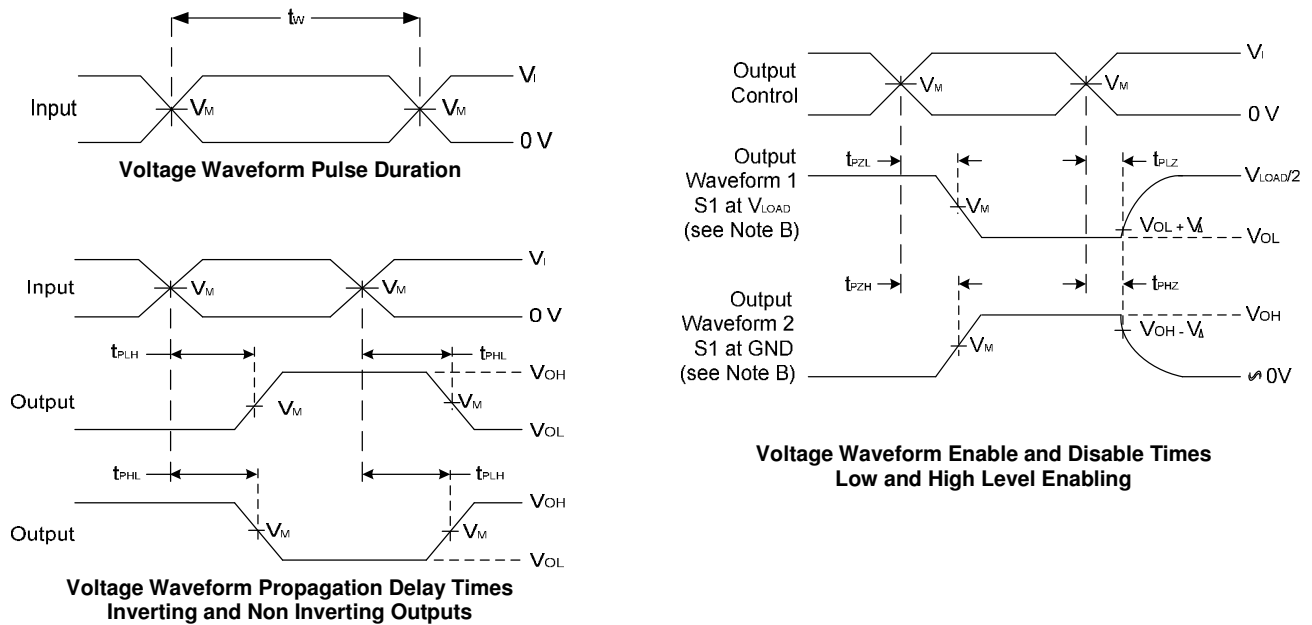 tW
Input
VM
VM
VI
0 V
Voltage Waveform Pulse Duration
Input
VM
VM
VI
0 V
tPLH
tPHL
Output
VM
VM
VOH
VOL
tPHL
tPLH
Output
VM
VM
VOH
VOL
Voltage Waveform Propagation Delay Times
Inverting and Non Inverting Outputs
Output
Control
VM
VM
VI
0 V
Output
Waveform 1
S1 at VLOAD
(see Note B)
tPZL
tPLZ
VM
VLOAD/2
VOL + VΔ
VOL
Output
Waveform 2
S1 at GND
(see Note B)
tPZH
tPHZ
VM
VOH
VOH - VΔ
0V
Voltage Waveform Enable and Disable Times
Low and High Level Enabling